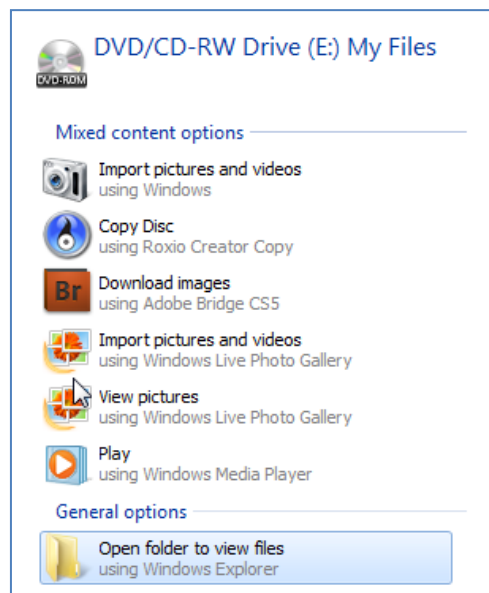 DVD/CD-RW Drive (E:) My Files
DVD-ROM
Mixed content options
Import pictures and videos
using Windows
Copy Disc
using Roxio Creator Copy
Br
Download images
using Adobe Bridge CS5
Import pictures and videos
using Windows Live Photo Gallery
View pictures
using Windows Live Photo Gallery
Play
using Windows Media Player
General options
Open folder to view files
using Windows Explorer